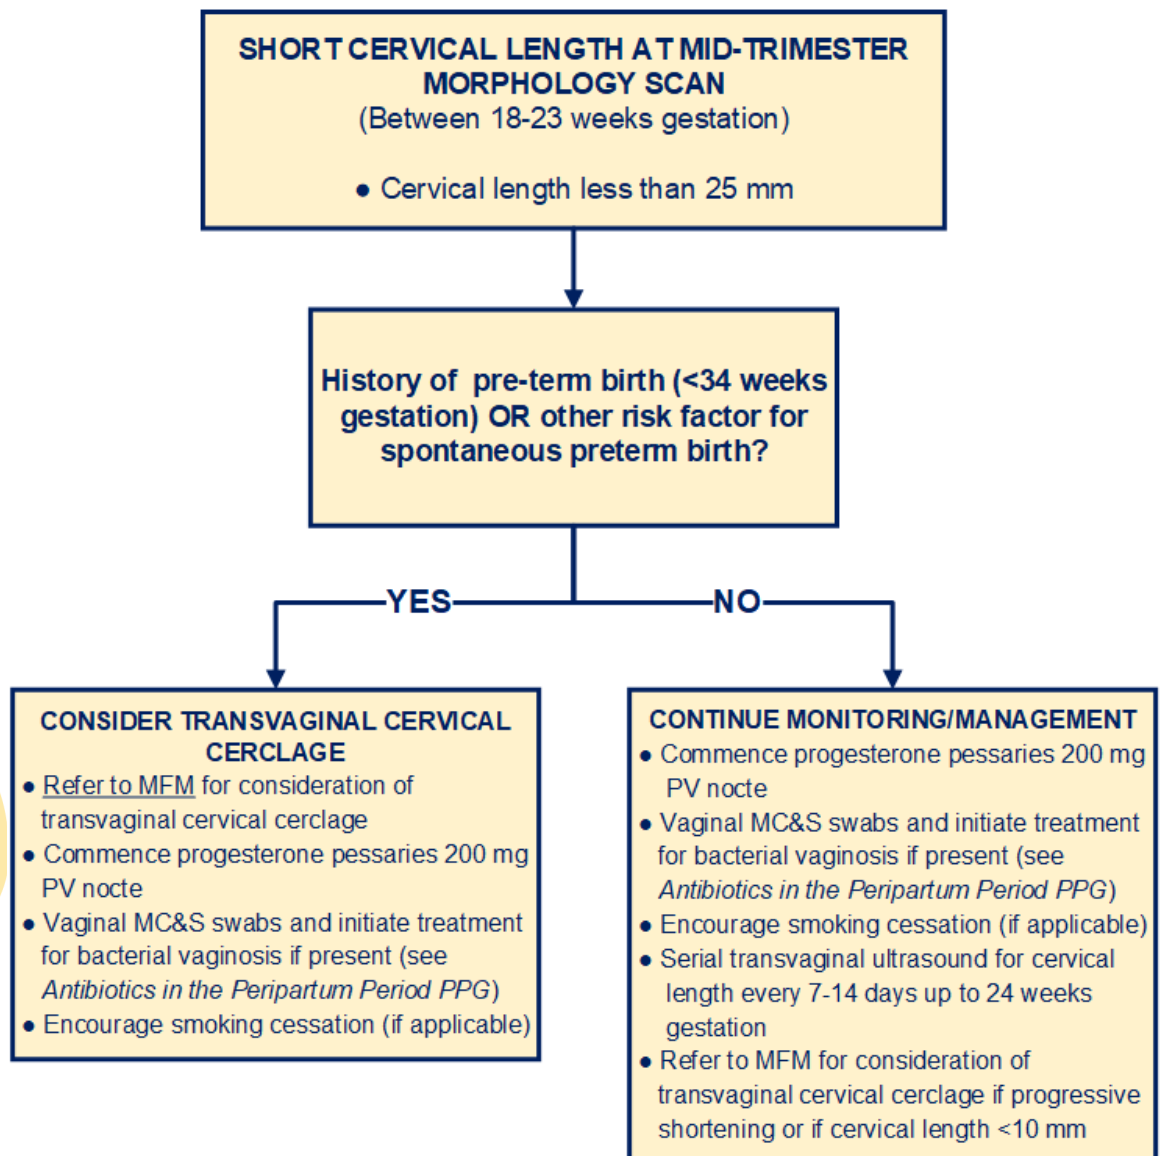 SHORT CERVICAL LENGTH AT MID-TRIMESTER
MORPHOLOGY SCAN
(Between 18-23 weeks gestation)
● Cervical length less than 25 mm
History of pre-term birth (<34 weeks
gestation) OR other risk factor for
spontaneous preterm birth?
YES
NO
CONSIDER TRANSVAGINAL CERVICAL
CERCLAGE
● Refer to MFM for consideration of
transvaginal cervical cerclage
● Commence progesterone pessaries 200 mg
PV nocte
● Vaginal MC&S swabs and initiate treatment
for bacterial vaginosis if present (see
Antibiotics in the Peripartum Period PPG)
● Encourage smoking cessation (if applicable)
CONTINUE MONITORING/MANAGEMENT
● Commence progesterone pessaries 200 mg
PV nocte
● Vaginal MC&S swabs and initiate treatment
for bacterial vaginosis if present (see
Antibiotics in the Peripartum Period PPG)
● Encourage smoking cessation (if applicable)
● Serial transvaginal ultrasound for cervical
length every 7-14 days up to 24 weeks
gestation
● Refer to MFM for consideration of
transvaginal cervical cerclage if progressive
shortening or if cervical length <10 mm